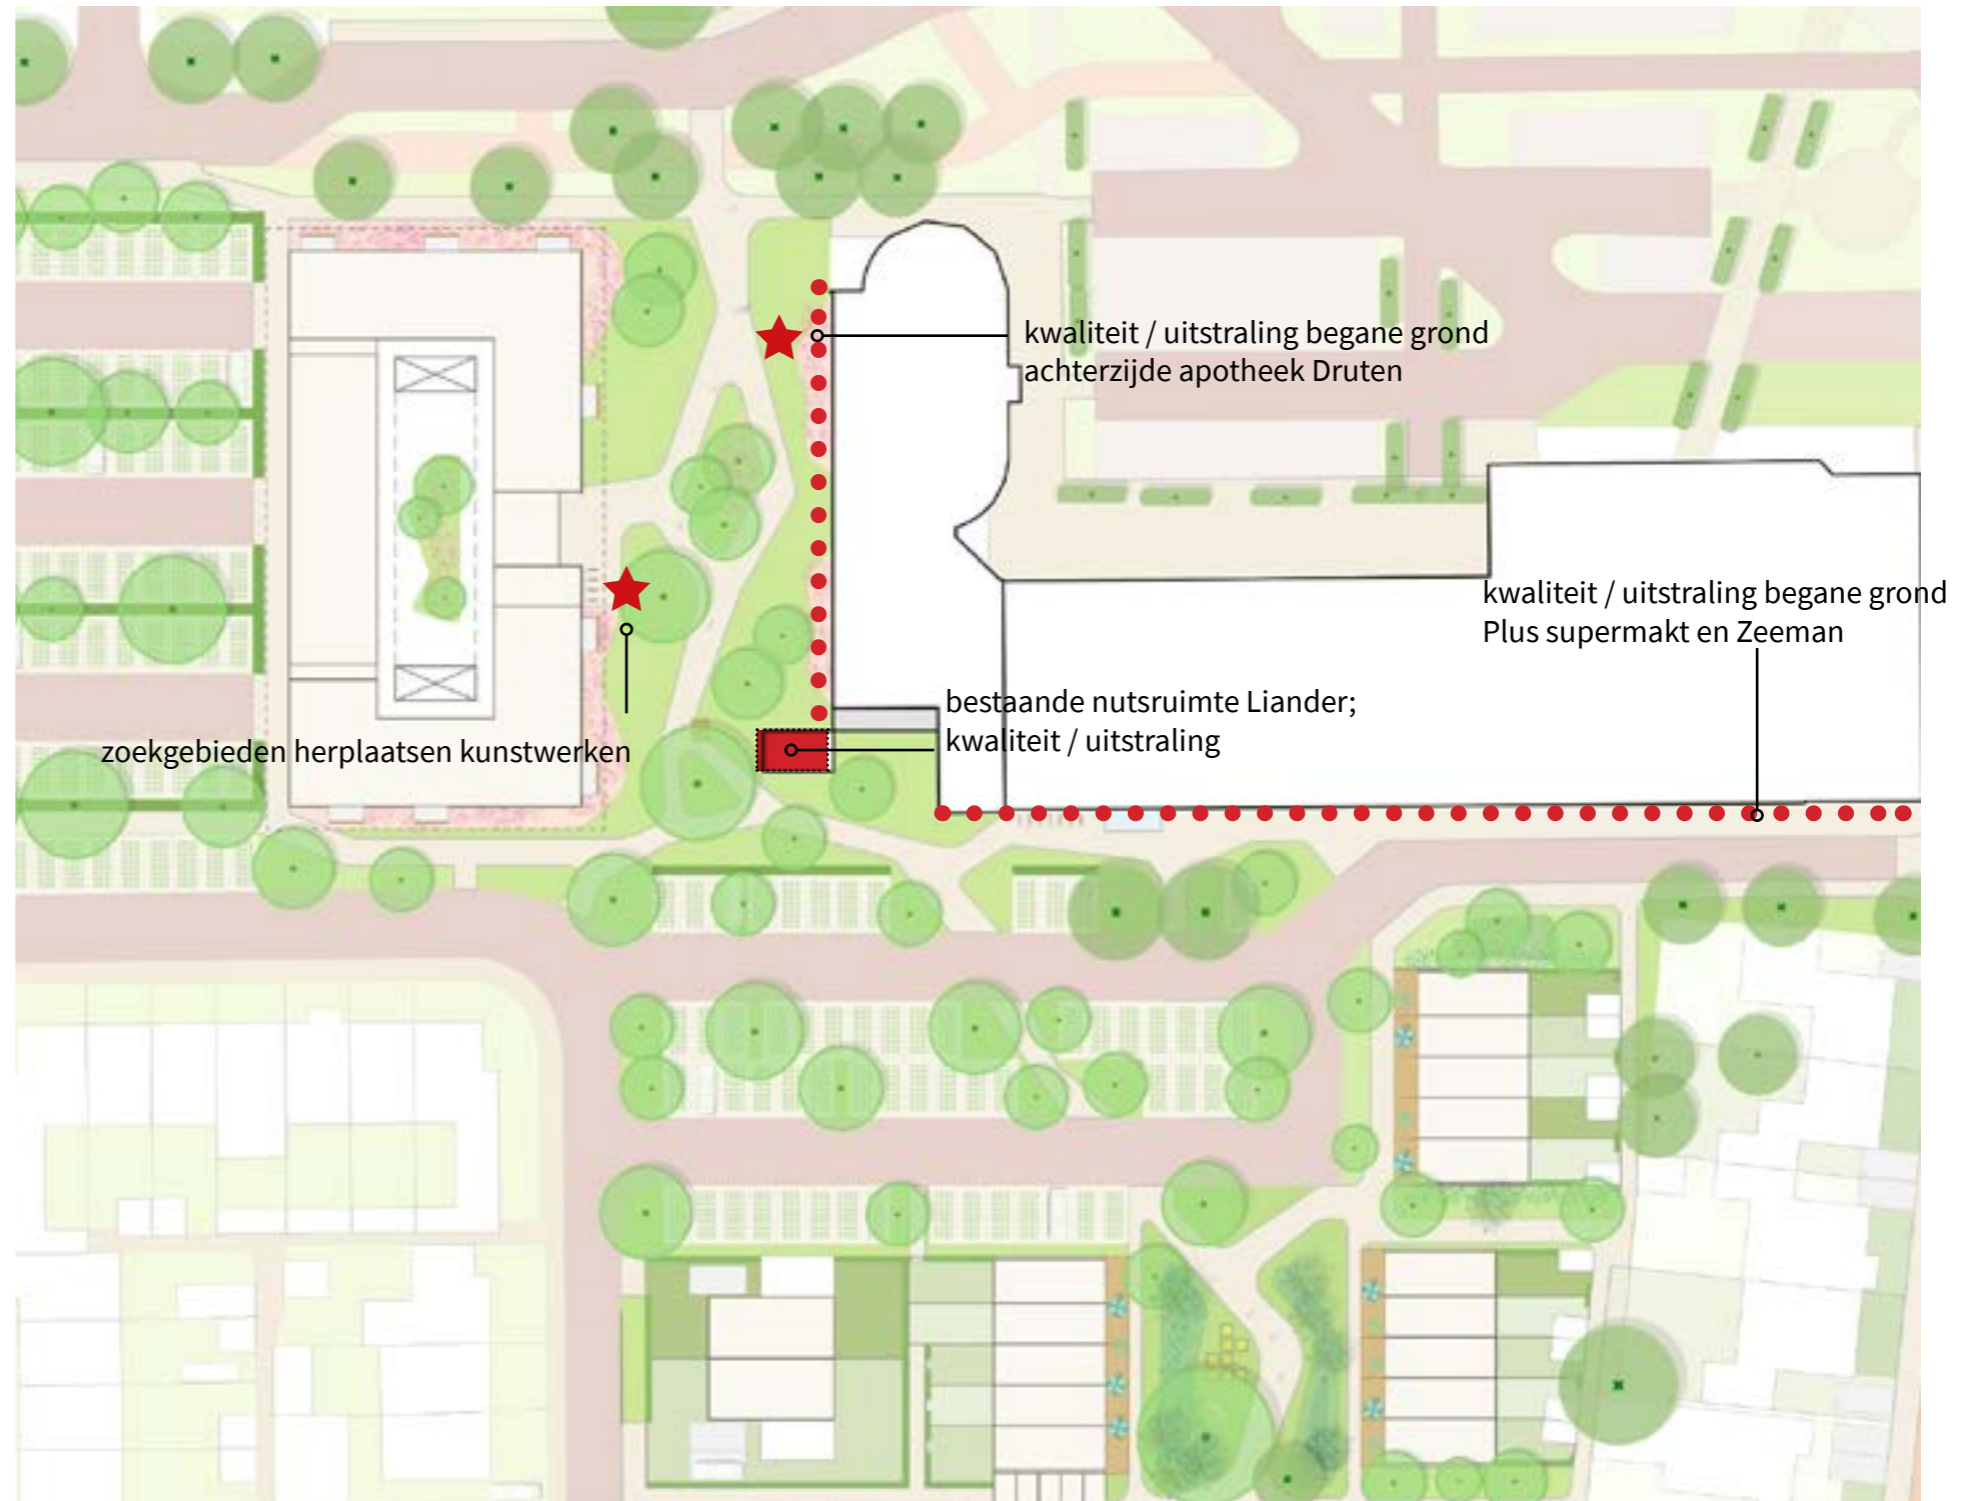 kwaliteit / uitstraling begane grond
achterzijde apotheek Druten
kwaliteit / uitstraling begane grond
Plus supermakt en Zeeman
bestaande nutsruimte Liander;
kwaliteit / uitstraling
zoekgebieden herplaatsen kunstwerken